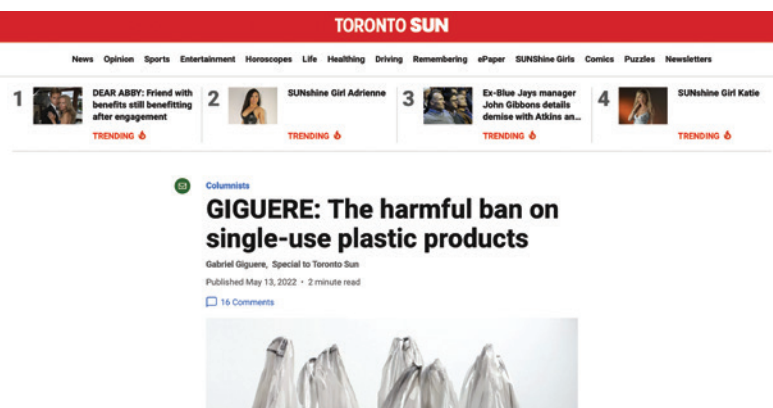 TORONTO SUN
News Opinion Sports Entertainment Horoscopes Life Healthing Driving Remembering ePaper SUNShine Girls Comics Puzzles Newsletters
1
DEAR ABBY: Friend with
benefits still benefitting
after engagement
TRENDING
2
SUNshine Girl Adrienne
TRENDING
3
Ex-Blue Jays manager
John Gibbons details
demise with Atkins an...
TRENDING
4
SUNshine Girl Katie
TRENDING
Columnists
GIGUERE: The harmful ban on
single-use plastic products
Gabriel Giguere, Special to Toronto Sun
Published May 13, 2022 • 2 minute read
16 Comments